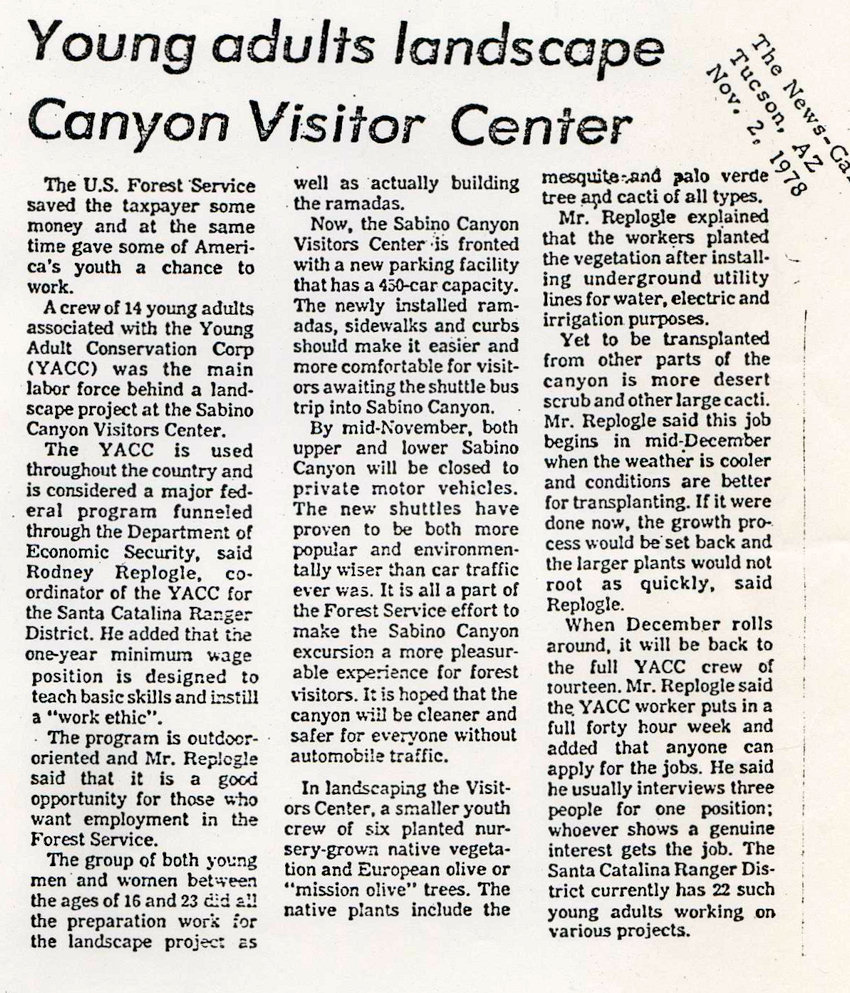 Young adults landscape
Canyon Visitor Center
The News-Ga
Tucson, AZ
Nov. 2, 1978
The U.S. Forest Service
saved the taxpayer some
money and at the same
time gave some of Ameri-
ca's youth a chance to
work.
A crew of 14 young adults
associated with the Young
Adult Conservation Corp
(YACC) was the main
labor force behind a land-
scape project at the Sabino
Canyon Visitors Center.
The YACC is used
throughout the country and
is considered a major fed-
eral program funneled
through the Department of
Economic Security, said
Rodney Replogle, co-
ordinator of the YACC for
the Santa Catalina Ranger
District. He added that the
one-year minimum wage
position is designed to
teach basic skills and instill
a "work ethic".
The program is outdoor-
oriented and Mr. Replogle
said that it is a good
opportunity for those who
want employment in the
Forest Service.
The group of both young
men and women between
the ages of 16 and 23 did all
the preparation work for
the landscape project as
well as actually building
the ramadas.
Now, the Sabino Canyon
Visitors Center is fronted
with a new parking facility
that has a 450-car capacity.
The newly installed ram-
adas, sidewalks and curbs
should make it easier and
more comfortable for visit-
ors awaiting the shuttle bus
trip into Sabino Canyon.
By mid-November, both
upper and lower Sabino
Canyon will be closed to
private motor vehicles.
The new shuttles have
proven to be both more
popular and environmen-
tally wiser than car traffic
ever was. It is all a part of
the Forest Service effort to
make the Sabino Canyon
excursion a more pleasur-
able experience for forest
visitors. It is hoped that the
canyon will be cleaner and
safer for everyone without
automobile traffic.
In landscaping the Visit-
ors Center, a smaller youth
crew of six planted nur-
sery-grown native vegeta-
tion and European olive or
"mission olive" trees. The
native plants include the
mesquite and palo verde
tree and cacti of all types.
Mr. Replogle explained
that the workers planted
the vegetation after install-
ing underground utility
lines for water, electric and
irrigation purposes.
Yet to be transplanted
from other parts of the
canyon is more desert
scrub and other large cacti.
Mr. Replogle said this job
begins in mid-December
when the weather is cooler
and conditions are better
for transplanting. If it were
done now, the growth pro-
cess would be set back and
the larger plants would not
root as quickly, said
Replogle.
When December rolls
around, it will be back to
the full YACC crew of
fourteen. Mr. Replogle said
the YACC worker puts in a
full forty hour week and
added that anyone can
apply for the jobs. He said
he usually interviews three
people for one position;
whoever shows a genuine
interest gets the job. The
Santa Catalina Ranger Dis-
trict currently has 22 such
young adults working on
various projects.